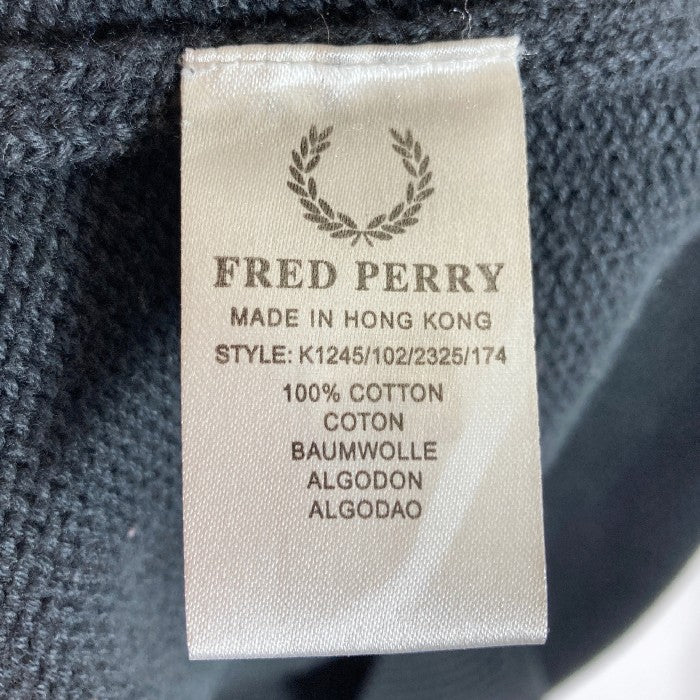 FRED PERRY
MADE IN HONG KONG
STYLE: K1245/102/2325/174
100% COTTON
COTON
BAUMWOLLE
ALGODON
ALGODAO